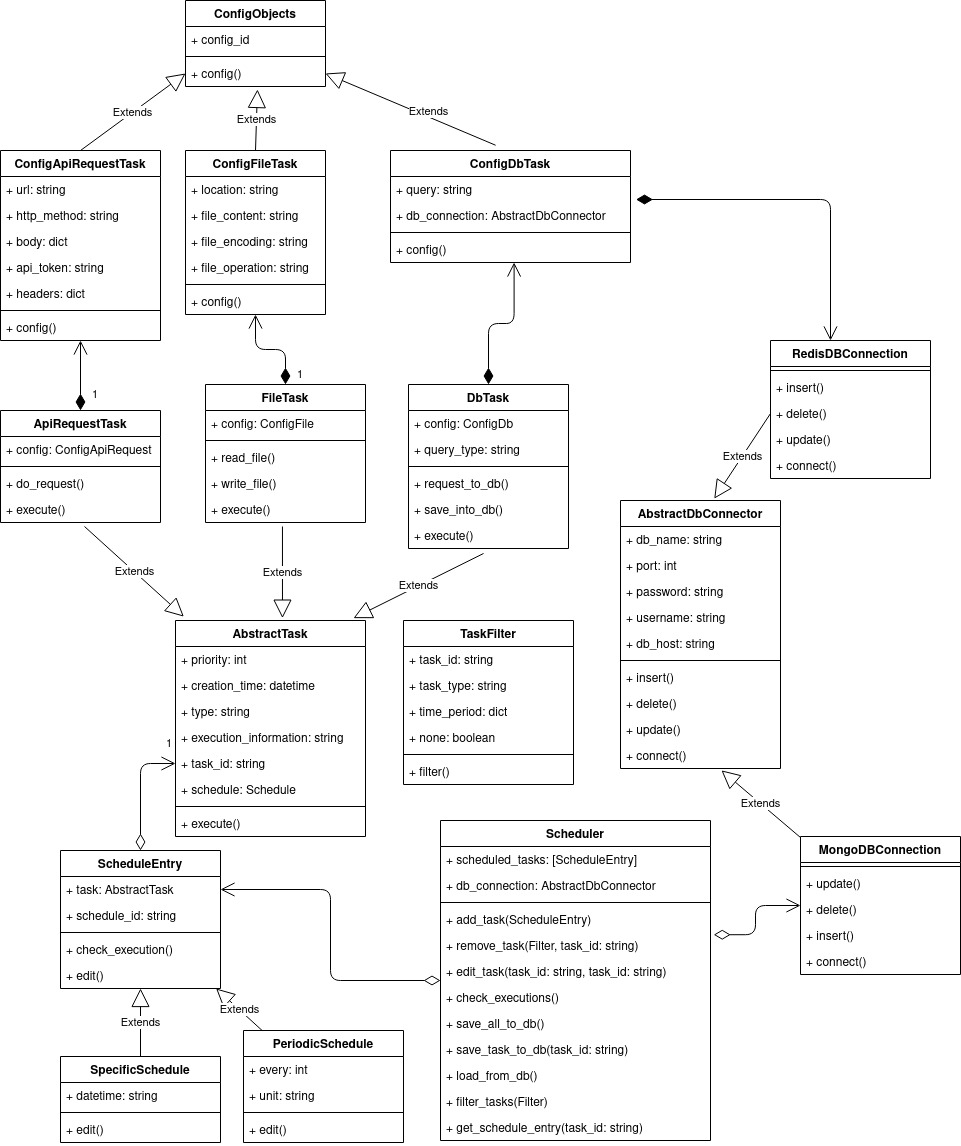 ConfigObjects
+ config_id
+ config()
Extends
Extends
Extends
ConfigApiRequestTask
+ url: string
+ http_method: string
+ body: dict
+ api_token: string
+ headers: dict
+ config()
ConfigFileTask
+ location: string
+ file_content: string
+ file_encoding: string
+ file_operation: string
+ config()
ConfigDbTask
+ query: string
+ db_connection: AbstractDbConnector
+ config()
RedisDBConnection
+ insert()
+ delete()
+ update()
+ connect()
1
ApiRequestTask
+ config: ConfigApiRequest
+ do_request()
+ execute()
1
FileTask
+ config: ConfigFile
+ read_file()
+ write_file()
+ execute()
DbTask
+ config: ConfigDb
+ query_type: string
+ request_to_db()
+ save_into_db()
+ execute()
Extends
AbstractDbConnector
+ db_name: string
+ port: int
+ password: string
+ username: string
+ db_host: string
+ insert()
+ delete()
+ update()
+ connect()
Extends
Extends
Extends
AbstractTask
+ priority: int
+ creation_time: datetime
+ type: string
+ execution_information: string
+ task_id: string
+ schedule: Schedule
+ execute()
1
TaskFilter
+ task_id: string
+ task_type: string
+ time_period: dict
+ none: boolean
+ filter()
Extends
MongoDBConnection
+ update()
+ delete()
+ insert()
+ connect()
ScheduleEntry
+ task: AbstractTask
+ schedule_id: string
+ check_execution()
+ edit()
Scheduler
+ scheduled_tasks: [ScheduleEntry]
+ db_connection: AbstractDbConnector
+ add_task(ScheduleEntry)
+ remove_task(Filter, task_id: string)
+ edit_task(task_id: string, task_id: string)
+ check_executions()
+ save_all_to_db()
+ save_task_to_db(task_id: string)
+ load_from_db()
+ filter_tasks(Filter)
+ get_schedule_entry(task_id: string)
Extends
Extends
SpecificSchedule
+ datetime: string
+ edit()
PeriodicSchedule
+ every: int
+ unit: string
+ edit()